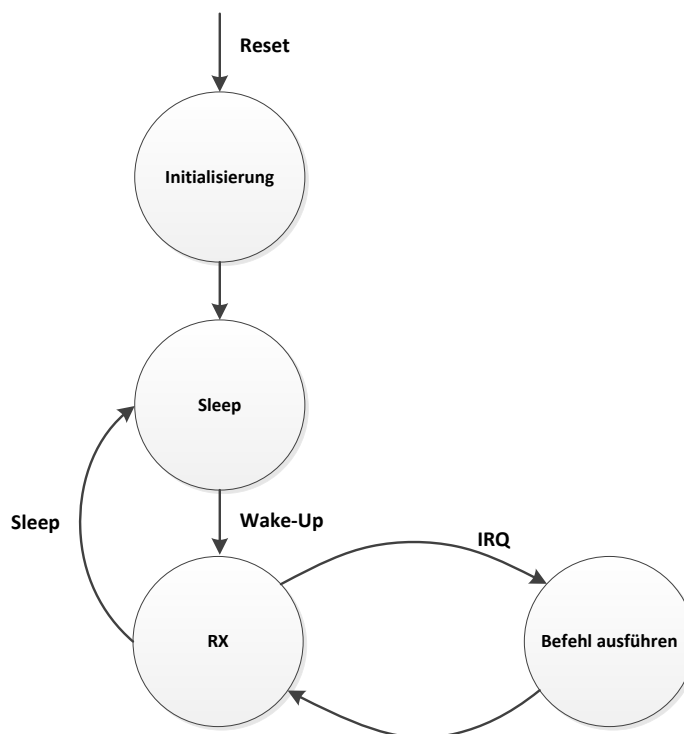 Reset
Initialisierung
Sleep
Wake-Up
Sleep
IRQ
RX
Befehl ausführen